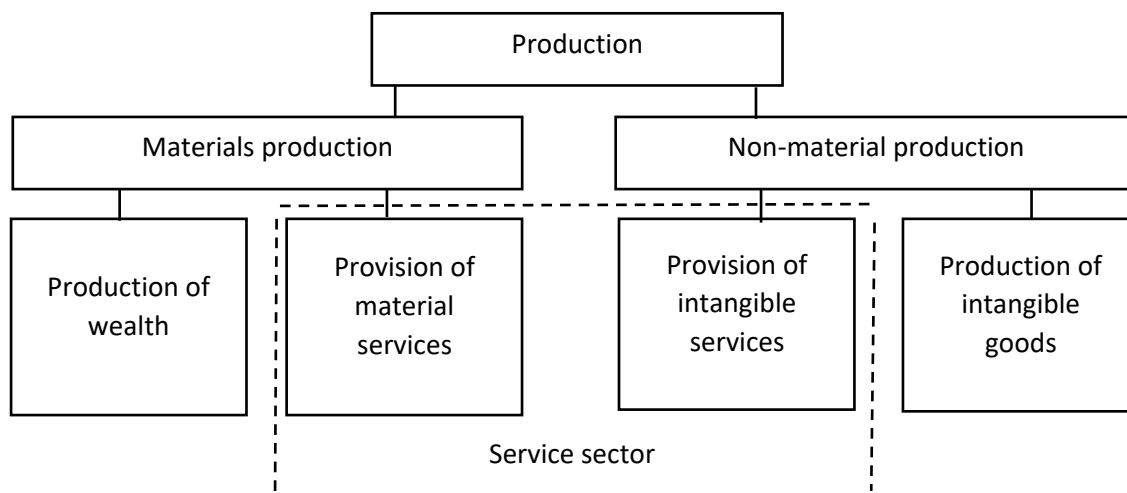 Production
Materials production
Non-material production
Production of
wealth
Provision of
material
services
Provision of
intangible
services
Production of
intangible
goods
Service sector